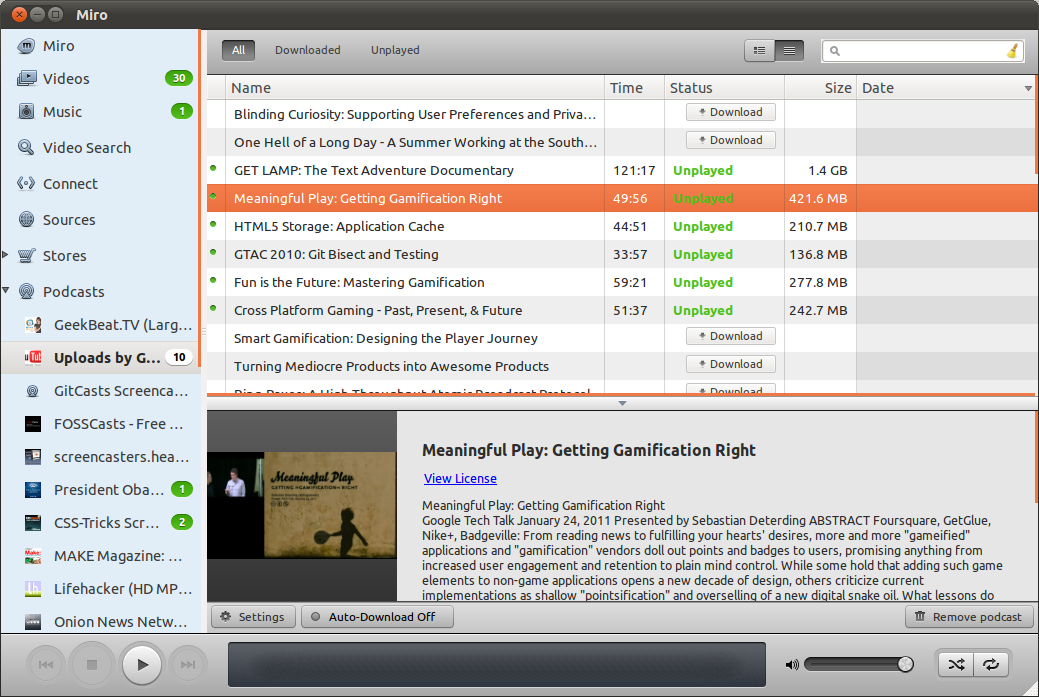 Miro
Miro
Videos 30
Music 1
Video Search
Connect
Sources
Stores
Podcasts
GeekBeat.TV (Larg...
Uploads by G... 10
GitCasts Screenca...
FOSSCasts - Free ...
screencasters.hea...
President Oba... 1
CSS-Tricks Scr... 2
MAKE Magazine: ...
Lifehacker (HD MP...
Onion News Netw...
All Downloaded Unplayed
Name Time Status Size Date
Blinding Curiosity: Supporting User Preferences and Priva... Download
One Hell of a Long Day - A Summer Working at the South... Download
GET LAMP: The Text Adventure Documentary 121:17 Unplayed 1.4 GB
Meaningful Play: Getting Gamification Right 49:56 Unplayed 421.6 MB
HTML5 Storage: Application Cache 44:51 Unplayed 210.7 MB
GTAC 2010: Git Bisect and Testing 33:57 Unplayed 136.8 MB
Fun is the Future: Mastering Gamification 59:21 Unplayed 277.8 MB
Cross Platform Gaming - Past, Present, & Future 51:37 Unplayed 242.7 MB
Smart Gamification: Designing the Player Journey Download
Turning Mediocre Products into Awesome Products Download
Ring Paxos: A High-Throughput Atomic Broadcast Protocol Download
Meaningful Play
GETTING GAMIFICATION RIGHT
Meaningful Play: Getting Gamification Right
View License
Meaningful Play: Getting Gamification Right
Google Tech Talk January 24, 2011 Presented by Sebastian Deterding ABSTRACT Foursquare, GetGlue,
Nike+, Badgeville: From reading news to fulfilling your hearts' desires, more and more "gameified"
applications and "gamification" vendors doll out points and badges to users, promising anything from
increased user engagement and retention to plain mind control. While some hold that adding such game
elements to non-game applications opens a new decade of design, others criticize current
implementations as shallow "pointsification" and overselling of a new digital snake oil. What lessons do
Settings Auto-Download Off Remove podcast